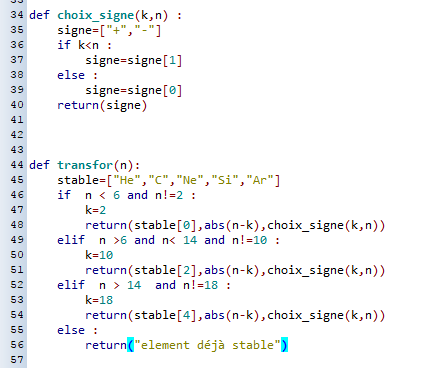 34 def choix_signe(k,n) :
35     signe=["+","-"]
36     if k<n :
37         signe=signe[1]
38     else :
39         signe=signe[0]
40     return(signe)
41
42
43
44 def transfor(n):
45     stable=["He","C","Ne","Si","Ar"]
46     if  n < 6 and n!=2 :
47         k=2
48         return(stable[0],abs(n-k),choix_signe(k,n))
49     elif  n >6 and n< 14 and n!=10 :
50         k=10
51         return(stable[2],abs(n-k),choix_signe(k,n))
52     elif  n > 14  and n!=18 :
53         k=18
54         return(stable[4],abs(n-k),choix_signe(k,n))
55     else :
56         return("element déjà stable")
57